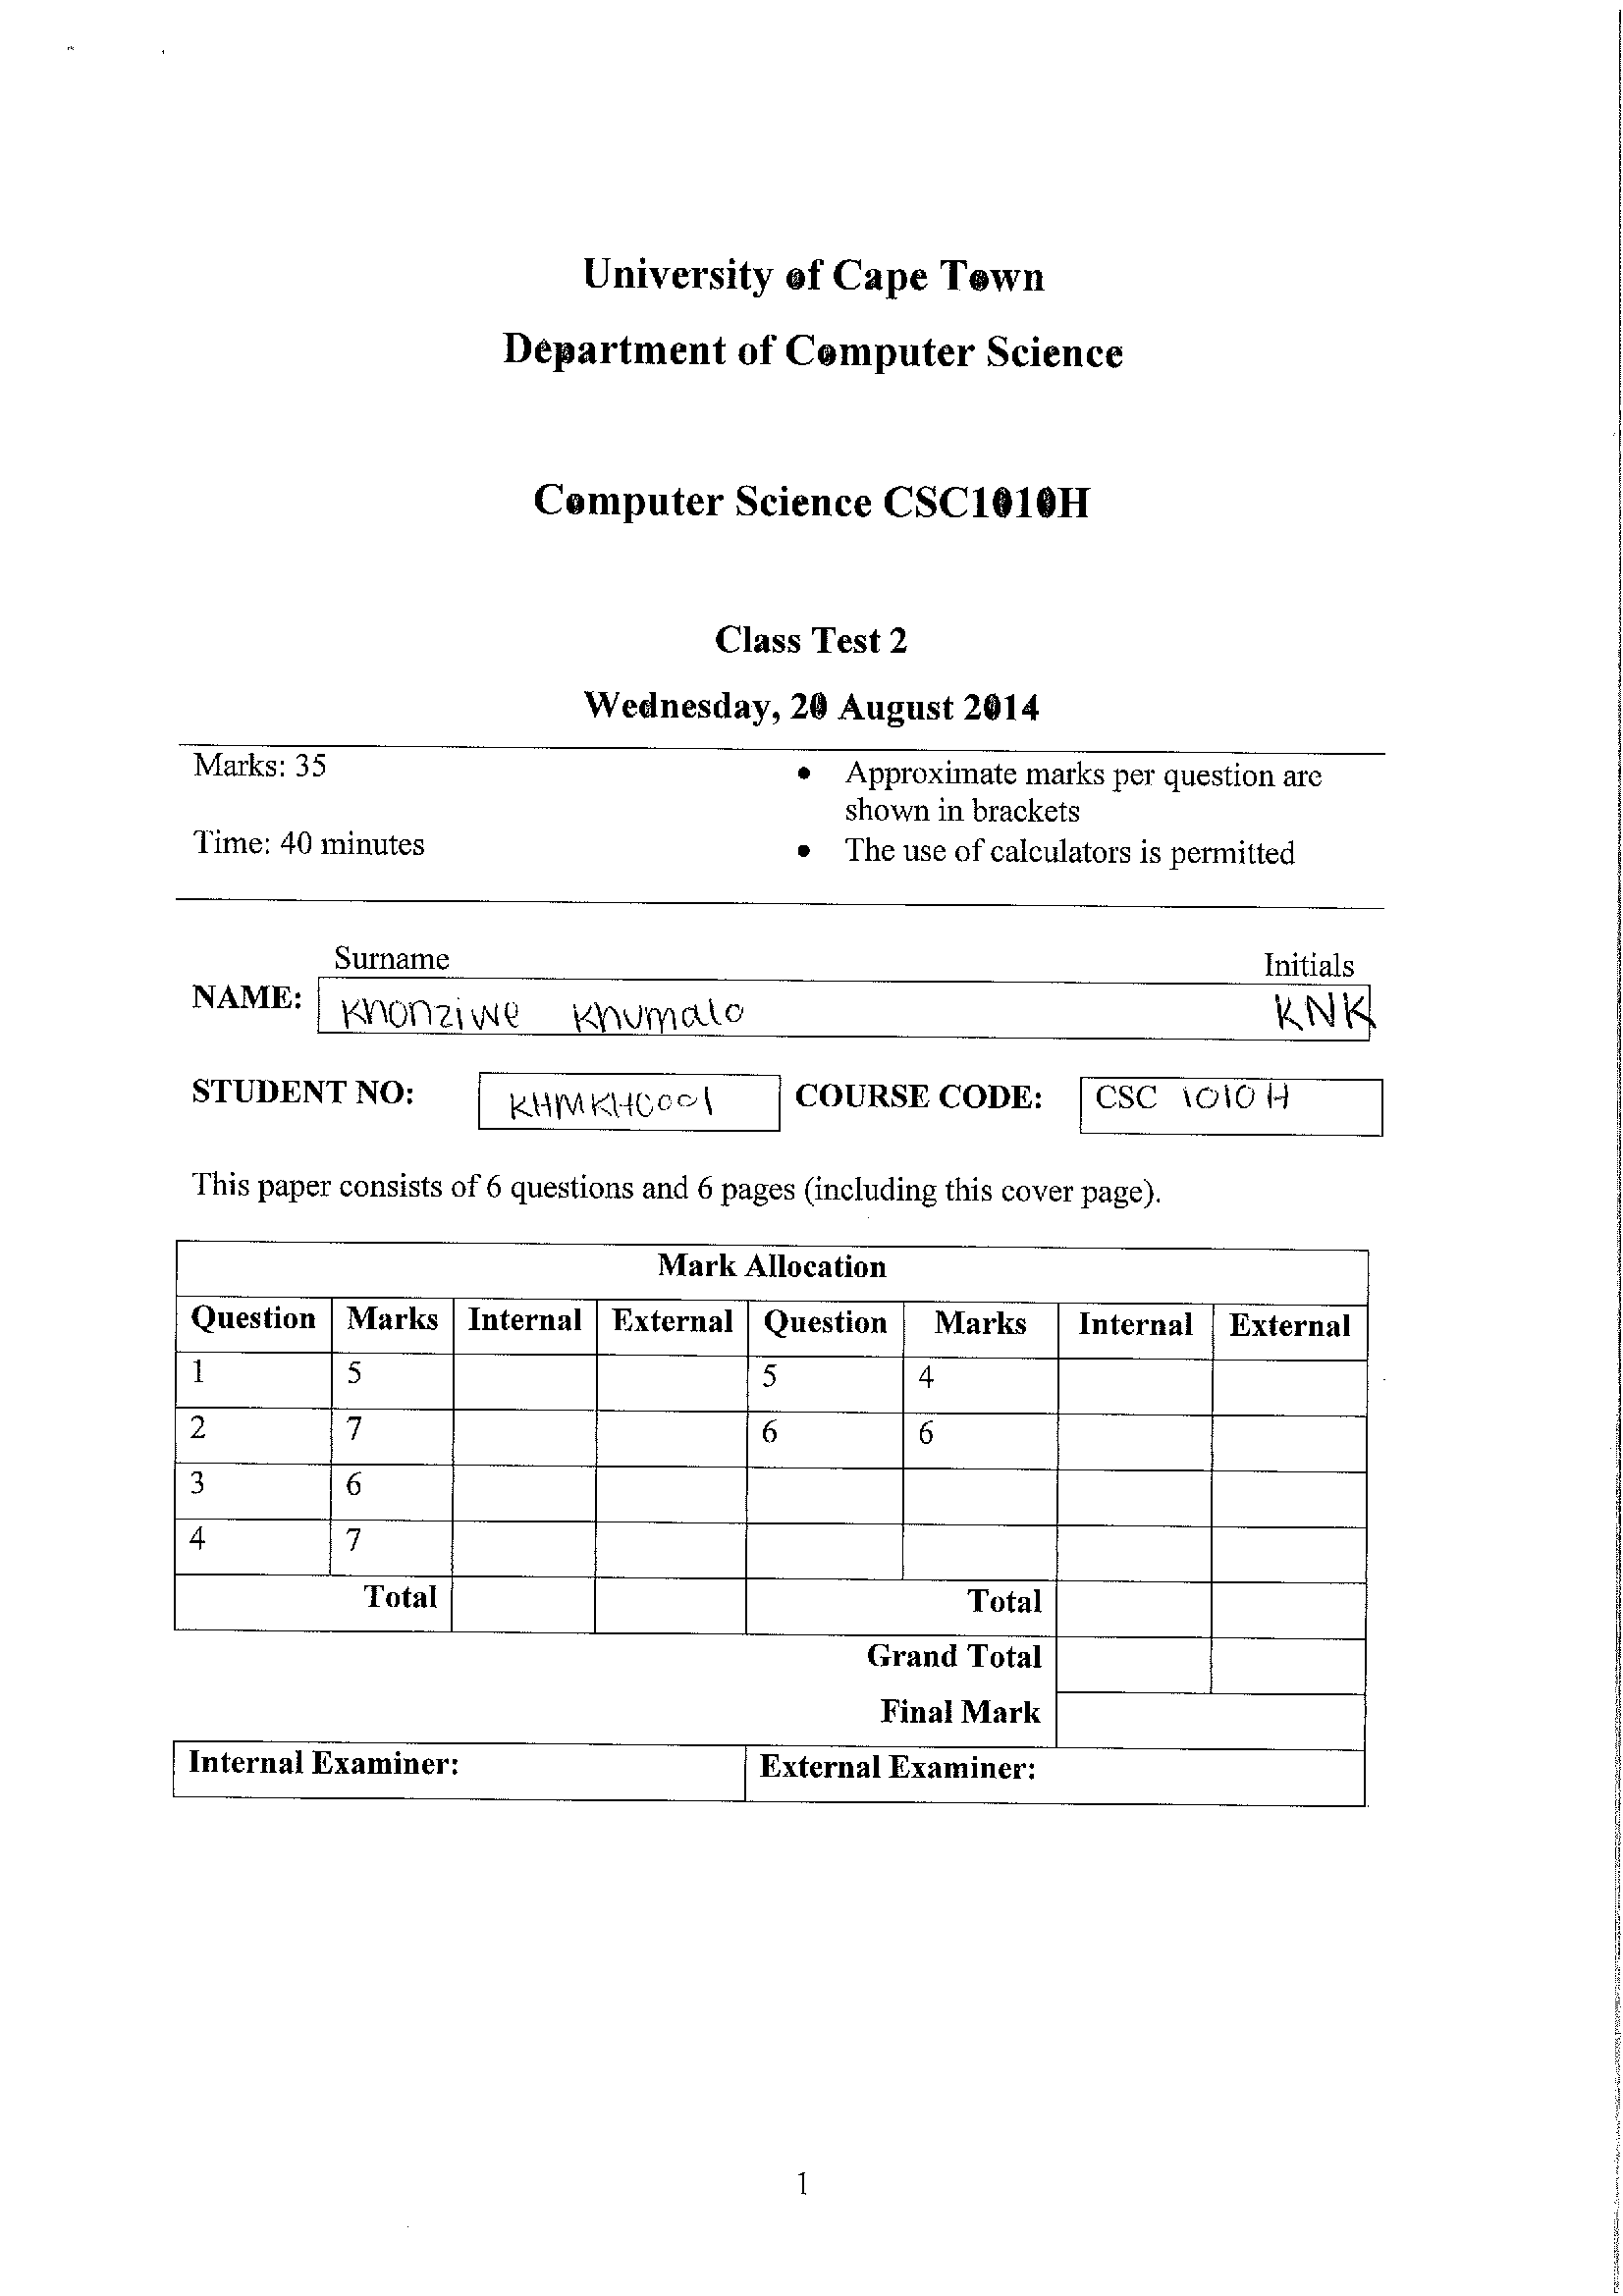 University of Cape Town
Department of Computer Science
Computer Science CSC1010H
Class Test 2
Wednesday, 20 August 2014
Marks: 35
Time: 40 minutes
• Approximate marks per question are
shown in brackets
• The use of calculators is permitted
Surname Initials
NAME: Khonziwe Khumalo KNK
STUDENT NO: KHMKHC001 COURSE CODE: CSC 1010 H
This paper consists of 6 questions and 6 pages (including this cover page).
Mark Allocation
Question Marks Internal External Question Marks Internal External
1 5 5 4
2 7 6 6
3 6
4 7
Total Total
Grand Total
Final Mark
Internal Examiner: External Examiner:
1